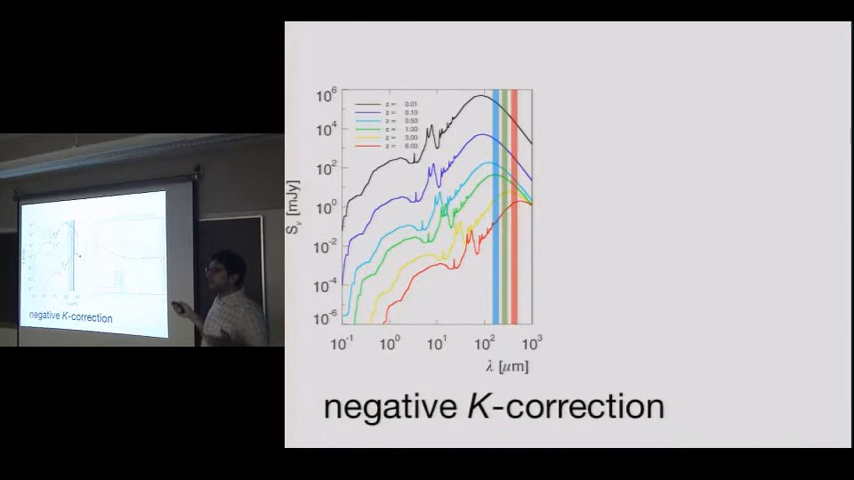 10^6
10^4
10^2
10^0
10^-2
10^-4
10^-6
S_ν [mJy]
z = 0.01
z = 0.10
z = 0.50
z = 1.00
z = 3.00
z = 6.00
10^-1 10^0 10^1 10^2 10^3
λ [μm]
negative K-correction
negative K-correction